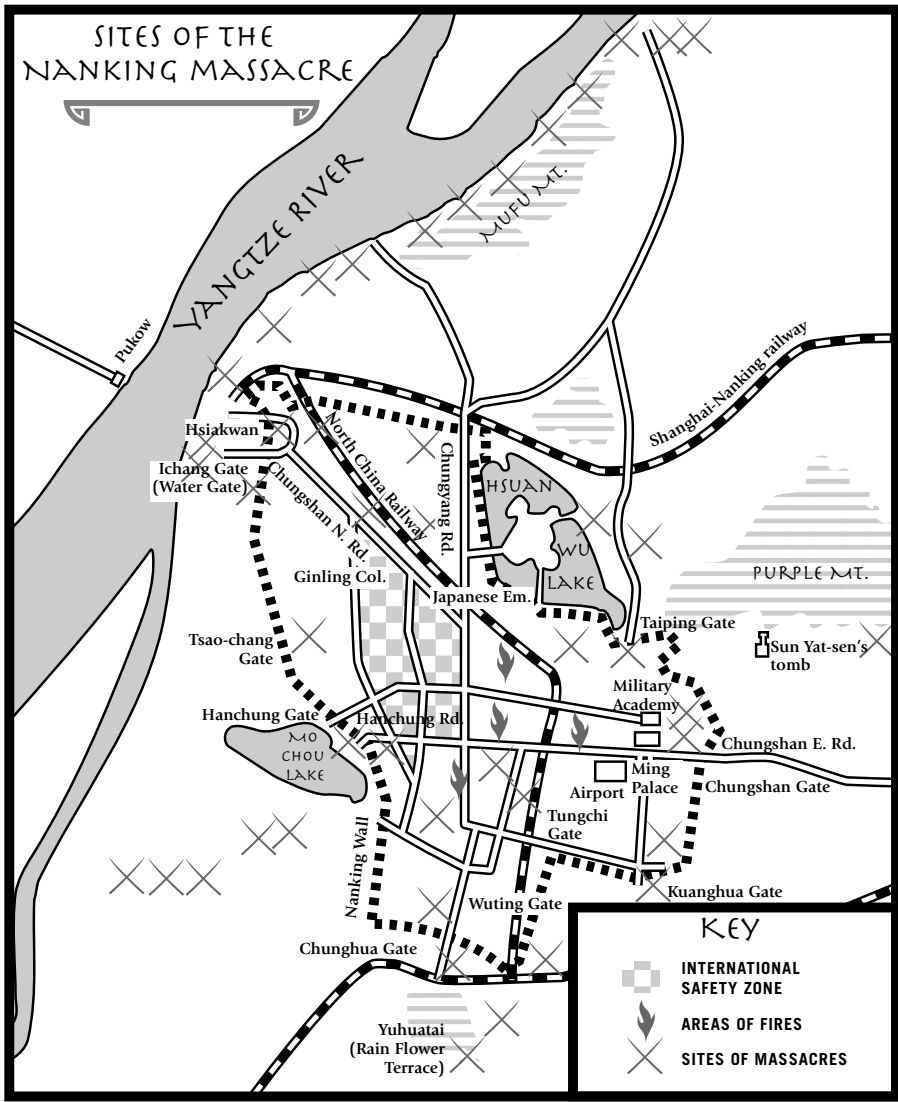 SITES OF THE
NANKING MASSACRE
YANGTZE RIVER
MUFU MT.
Pukow
Shanghai-Nanking railway
Hsiakwan
North China Railway
Ichang Gate
(Water Gate)
Chungshan N. Rd.
Chungyang Rd.
HSUAN
WU
LAKE
PURPLE MT.
Ginling Col.
Japanese Em.
Taiping Gate
Tsao-chang
Gate
Sun Yat-sen's
tomb
Military
Academy
Hanchung Gate
Hanchung Rd.
MO
CHOU
LAKE
Chungshan E. Rd.
Ming
Palace
Airport
Chungshan Gate
Tungchi
Gate
Nanking Wall
Kuanghua Gate
Wuting Gate
Chunghua Gate
Yuhuatai
(Rain Flower
Terrace)
KEY
INTERNATIONAL
SAFETY ZONE
AREAS OF FIRES
SITES OF MASSACRES